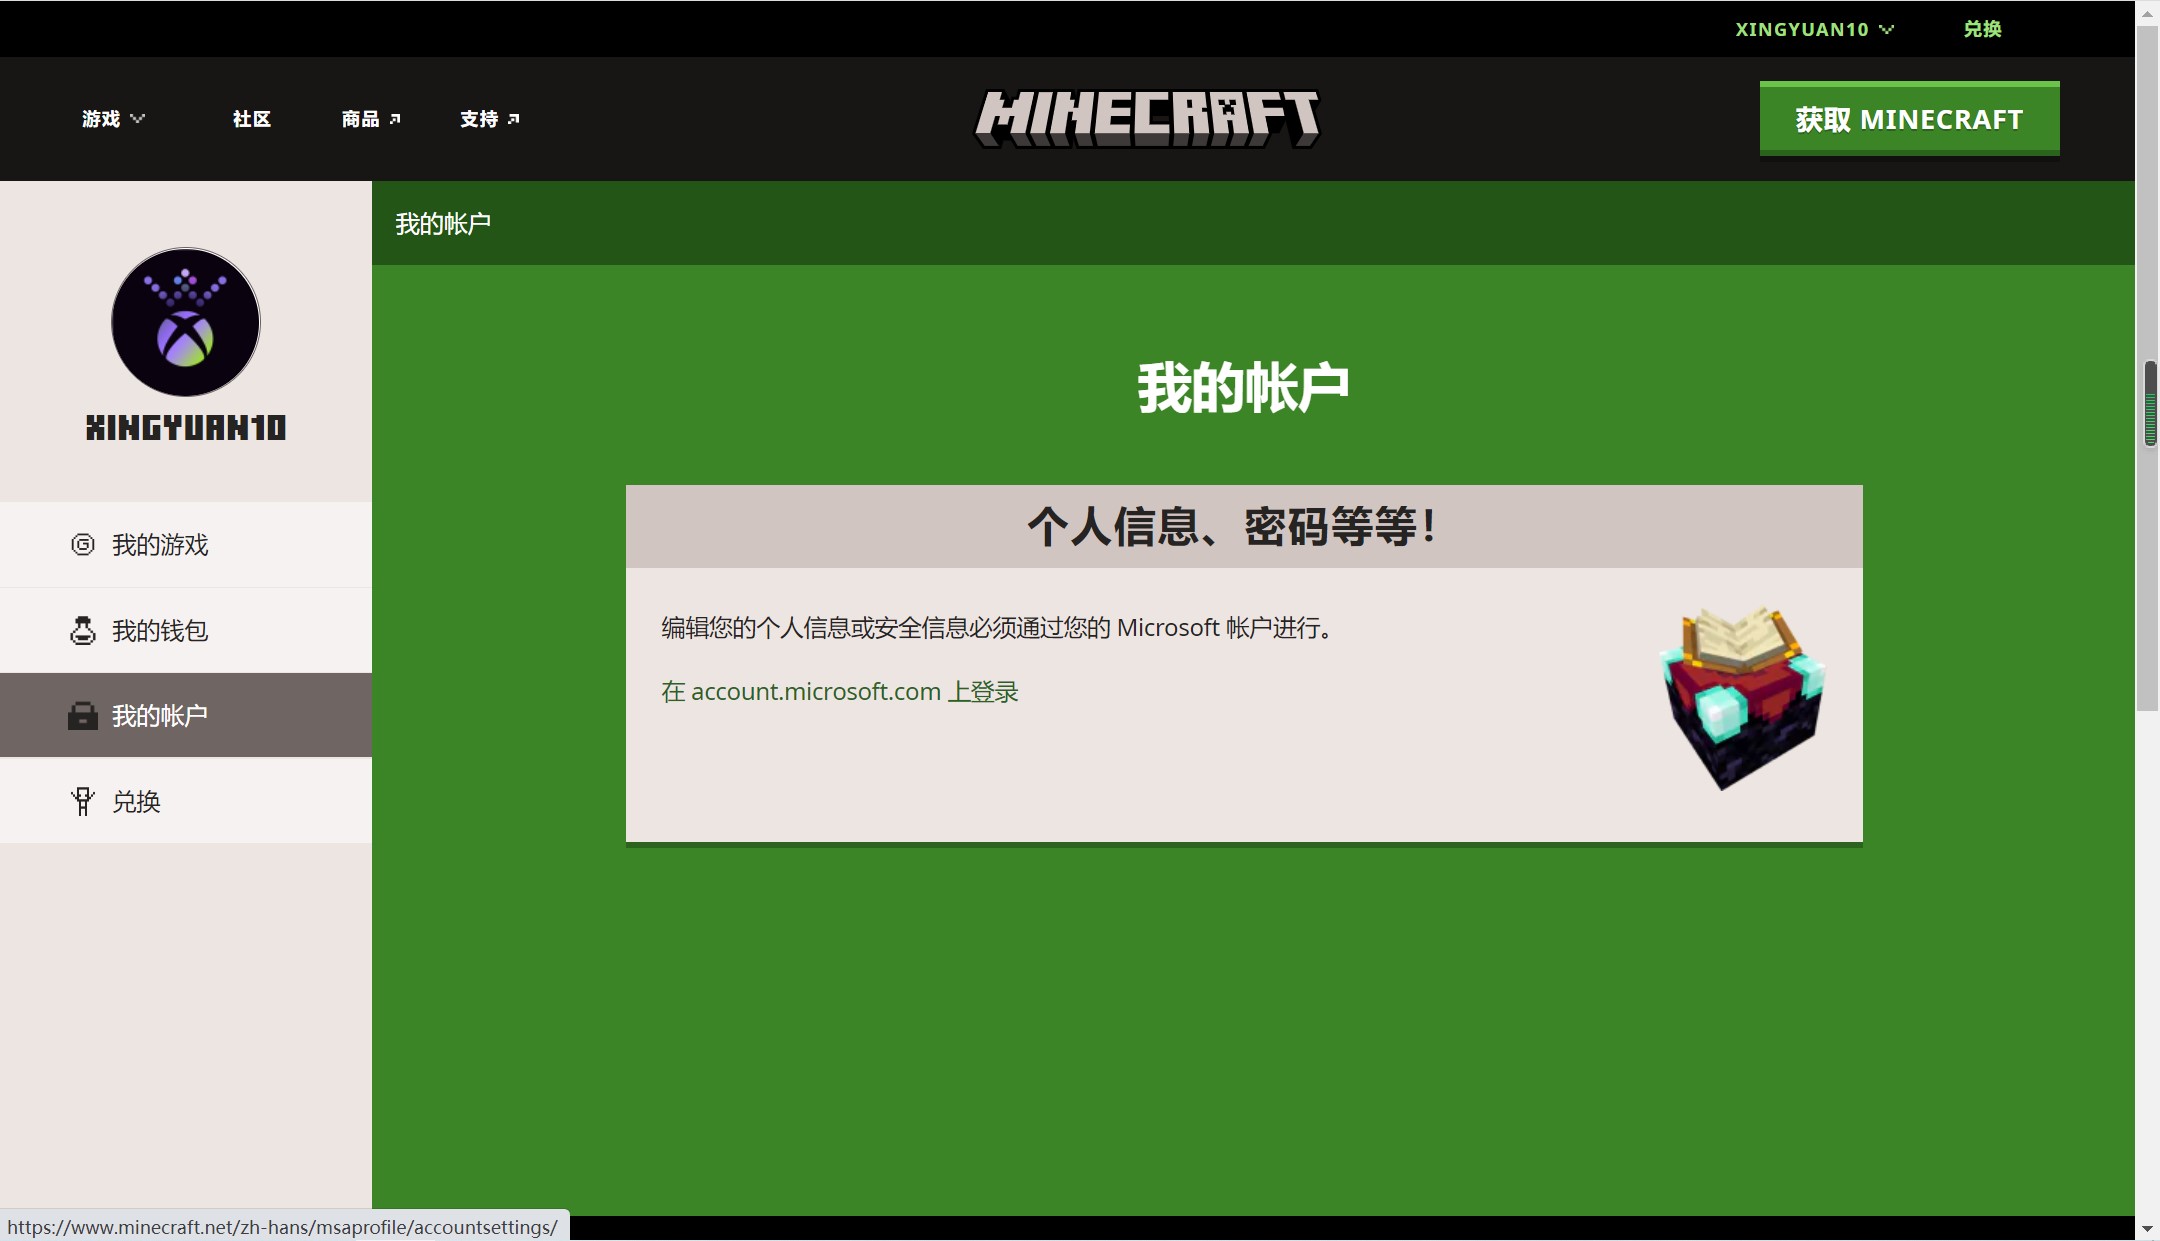 XINGYUAN10
兑换
游戏
社区
商品
支持
MINECRAFT
获取 MINECRAFT
XINGYUAN10
我的游戏
我的钱包
我的帐户
兑换
我的帐户
我的帐户
个人信息、密码等等!
编辑您的个人信息或安全信息必须通过您的 Microsoft 帐户进行。
在 account.microsoft.com 上登录
https://www.minecraft.net/zh-hans/msaprofile/accountsettings/